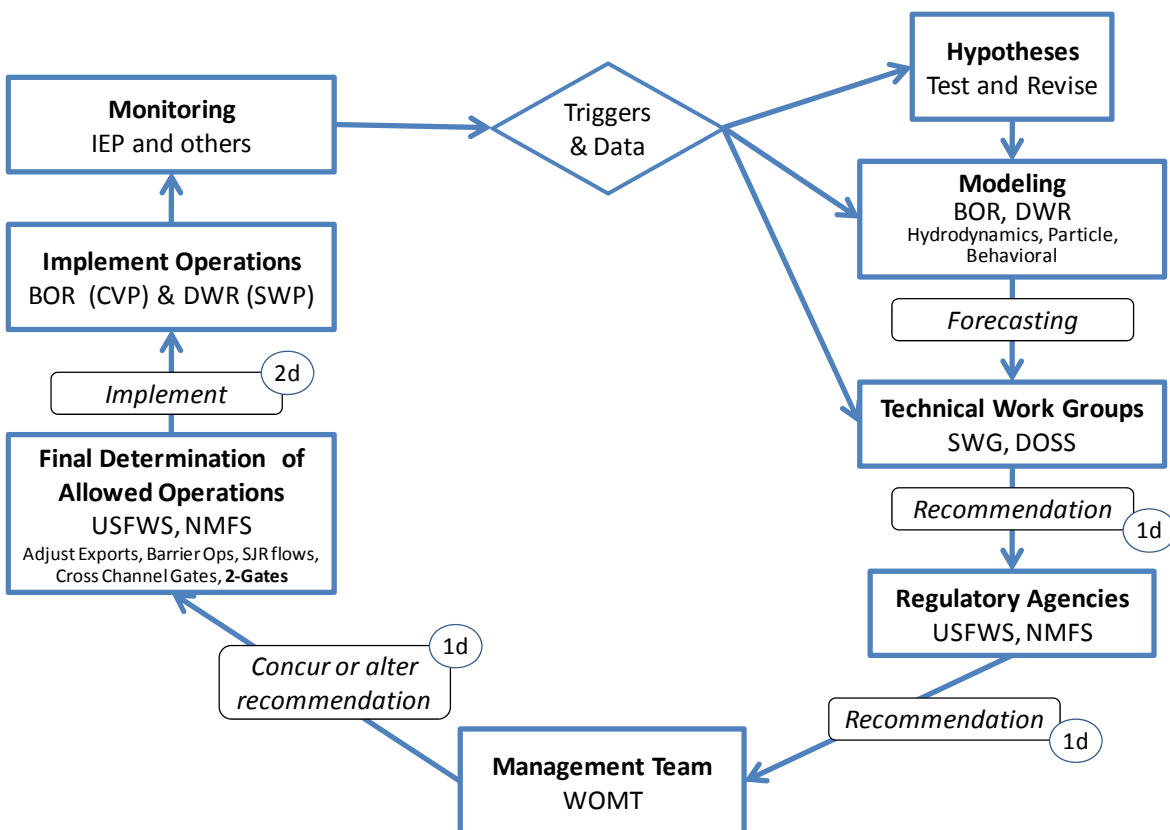 Hypotheses
Test and Revise
Monitoring
IEP and others
Triggers
& Data
Modeling
BOR, DWR
Hydrodynamics, Particle,
Behavioral
Implement Operations
BOR (CVP) & DWR (SWP)
Forecasting
2d
Implement
Technical Work Groups
SWG, DOSS
Final Determination of
Allowed Operations
USFWS, NMFS
Adjust Exports, Barrier Ops, SJR flows,
Cross Channel Gates, 2-Gates
Recommendation
1d
Regulatory Agencies
USFWS, NMFS
1d
Concur or alter
recommendation
Recommendation
1d
Management Team
WOMT